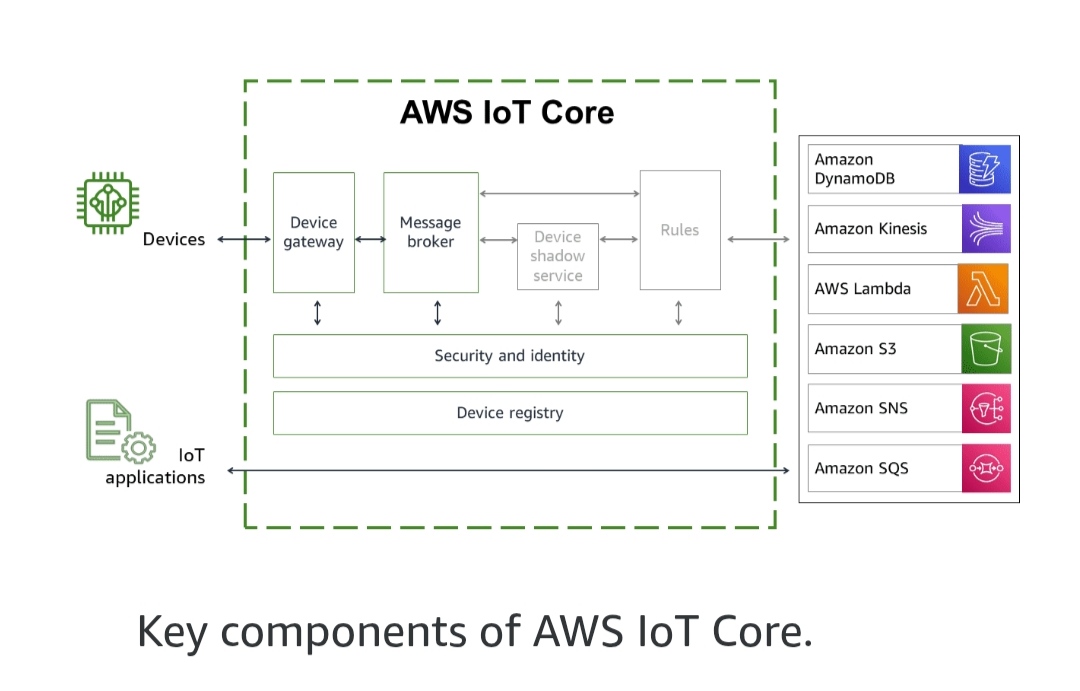 AWS IoT Core
Devices
Device
gateway
Message
broker
Device
shadow
service
Rules
Security and identity
Device registry
IoT
applications
Amazon
DynamoDB
Amazon Kinesis
AWS Lambda
Amazon S3
Amazon SNS
Amazon SQS
Key components of AWS IoT Core.